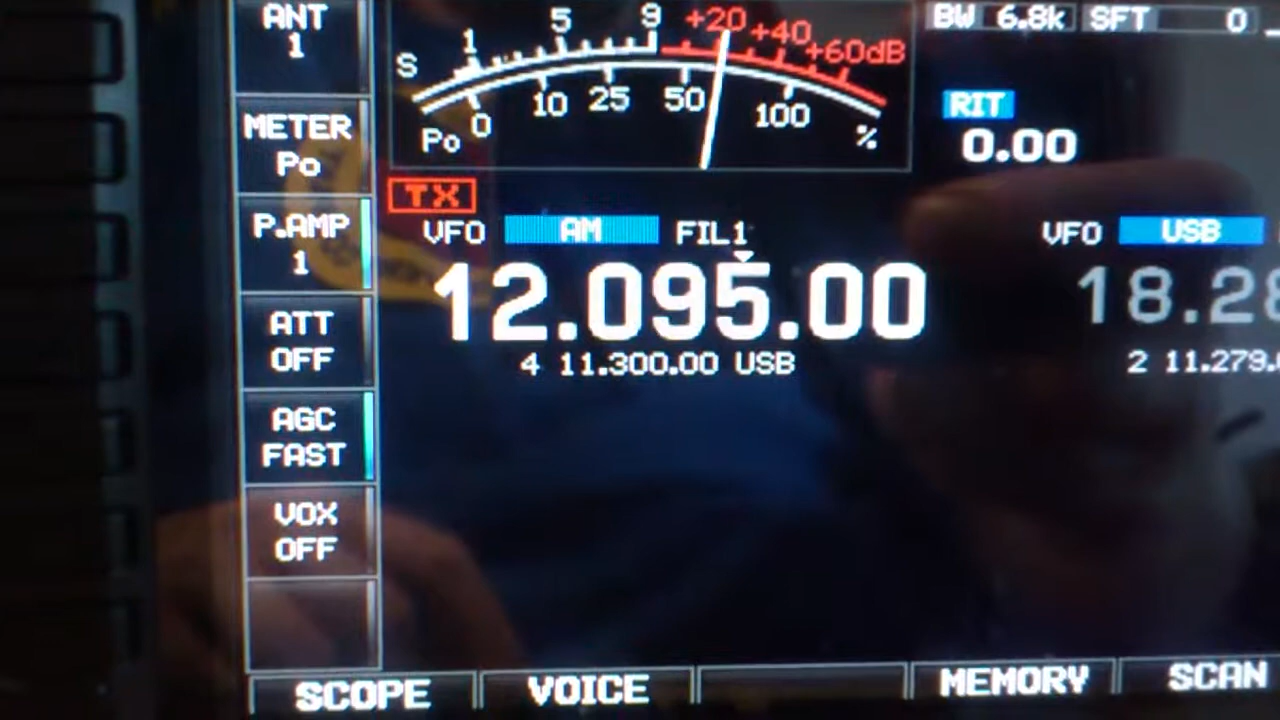 ANT
1
METER
Po
P.AMP
1
ATT
OFF
AGC
FAST
VOX
OFF
S 1 5 9 +20 +40 +60dB
Po 0 10 25 50 100 %
BW 6.8k SFT 0
RIT
0.00
TX
VFO AM FIL1
12.095.00
4 11.300.00 USB
VFO USB
18.28
2 11.279.
SCOPE VOICE MEMORY SCAN